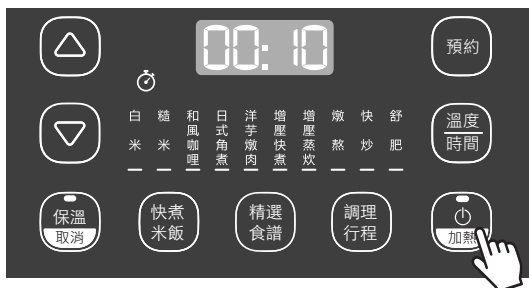 00:10
預約
白米
糙米
和風咖哩
日式角煮
洋芋燉肉
增壓快煮
增壓蒸炊
燉熬
快炒
舒肥
溫度
時間
保溫
取消
快煮
米飯
精選
食譜
調理
行程
加熱